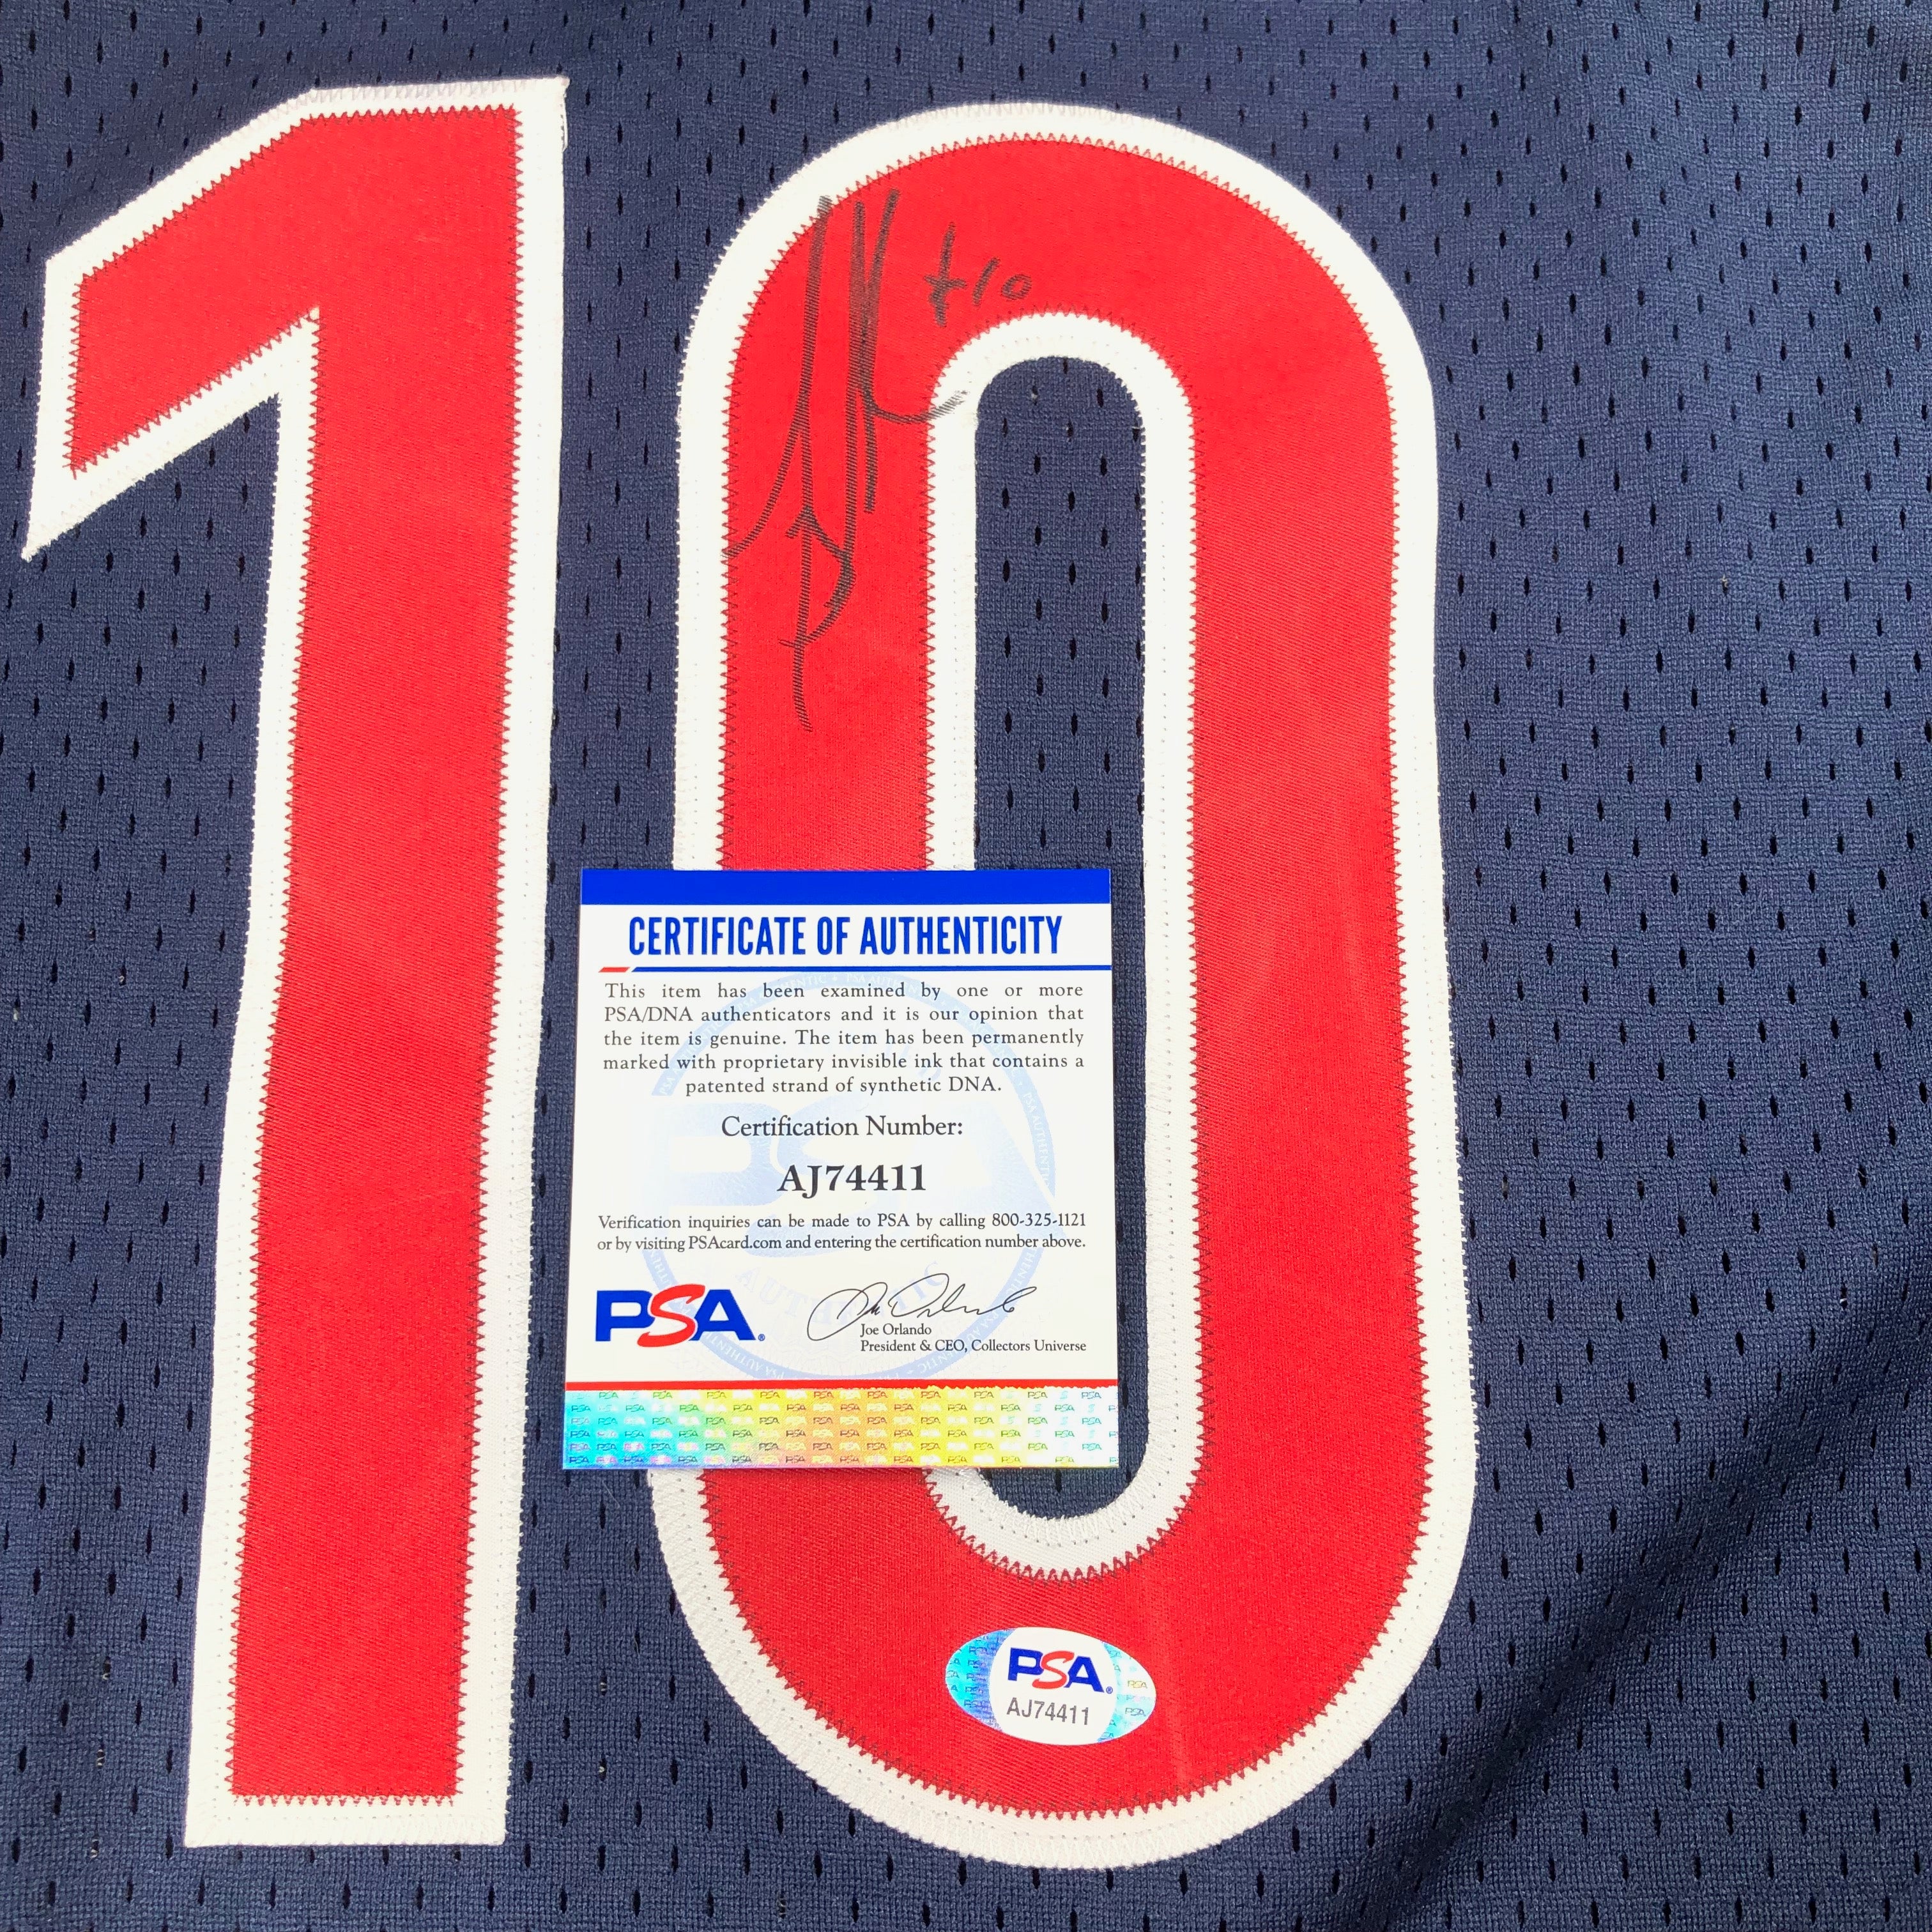 10
#10
CERTIFICATE OF AUTHENTICITY
This item has been examined by one or more
PSA/DNA authenticators and it is our opinion that
the item is genuine. The item has been permanently
marked with proprietary invisible ink that contains a
patented strand of synthetic DNA.
Certification Number:
AJ74411
Verification inquiries can be made to PSA by calling 800-325-1121
or by visiting PSAcard.com and entering the certification number above.
PSA®
Joe Orlando
President & CEO, Collectors Universe
PSA®
AJ74411